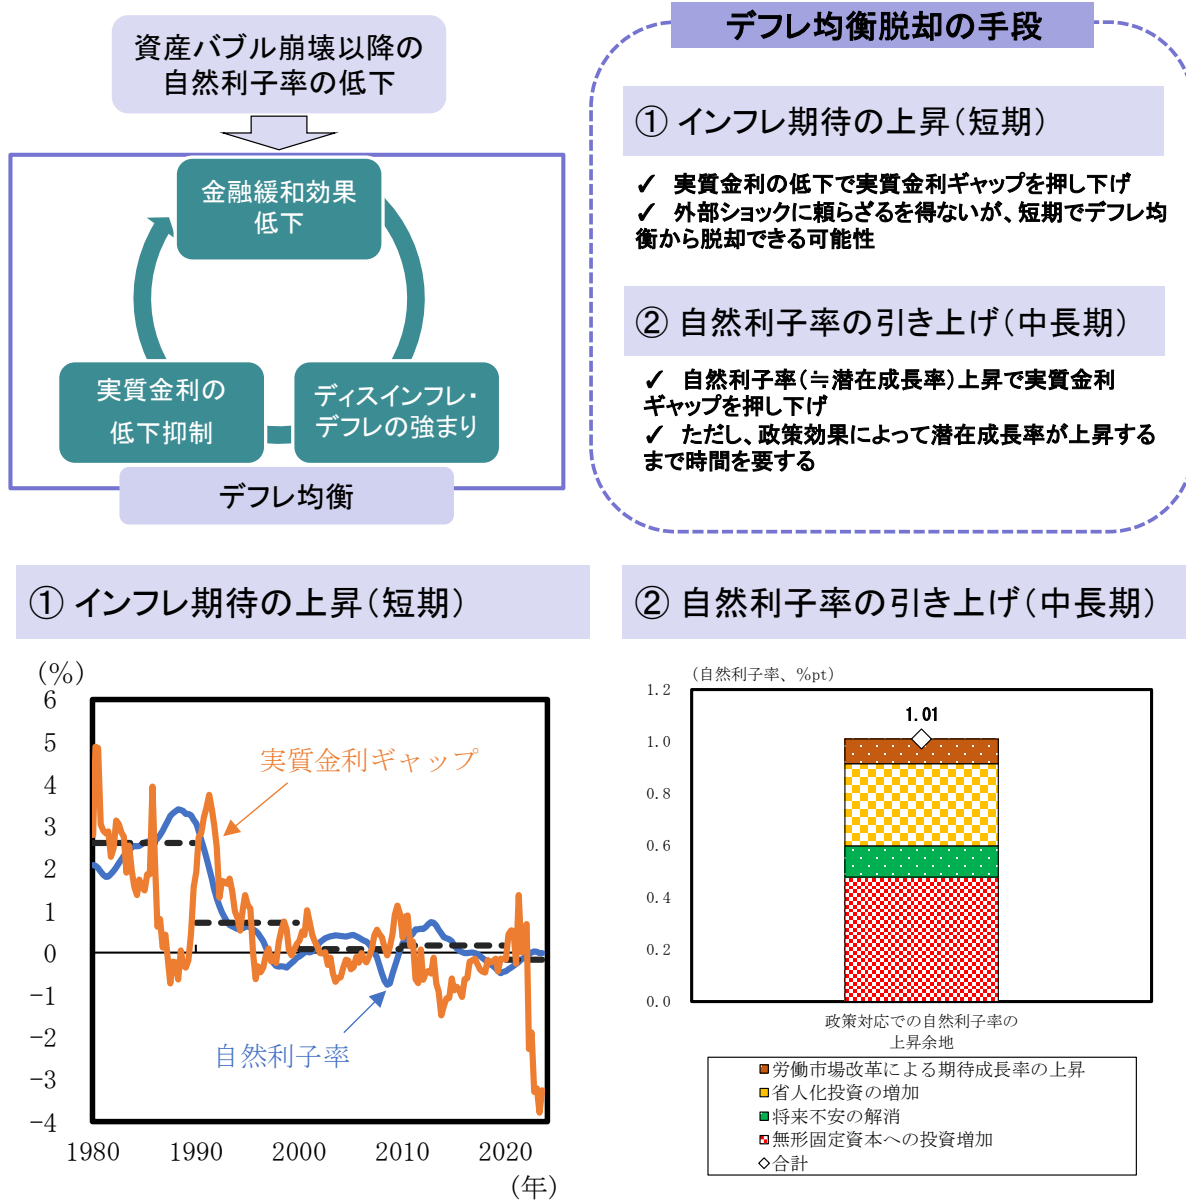 資産バブル崩壊以降の
自然利子率の低下
金融緩和効果
低下
実質金利の
低下抑制
ディスインフレ・
デフレの強まり
デフレ均衡
デフレ均衡脱却の手段
① インフレ期待の上昇(短期)
✓ 実質金利の低下で実質金利ギャップを押し下げ
✓ 外部ショックに頼らざるを得ないが、短期でデフレ均
衡から脱却できる可能性
② 自然利子率の引き上げ(中長期)
✓ 自然利子率(≒潜在成長率)上昇で実質金利
ギャップを押し下げ
✓ ただし、政策効果によって潜在成長率が上昇する
まで時間を要する
① インフレ期待の上昇(短期)
(%)
6
5
4
3
2
1
0
-1
-2
-3
-4
実質金利ギャップ
自然利子率
1980 1990 2000 2010 2020
(年)
② 自然利子率の引き上げ(中長期)
(自然利子率、%pt)
1.2
1.0
0.8
0.6
0.4
0.2
0.0
1.01
政策対応での自然利子率の
上昇余地
労働市場改革による期待成長率の上昇
省人化投資の増加
将来不安の解消
無形固定資本への投資増加
合計